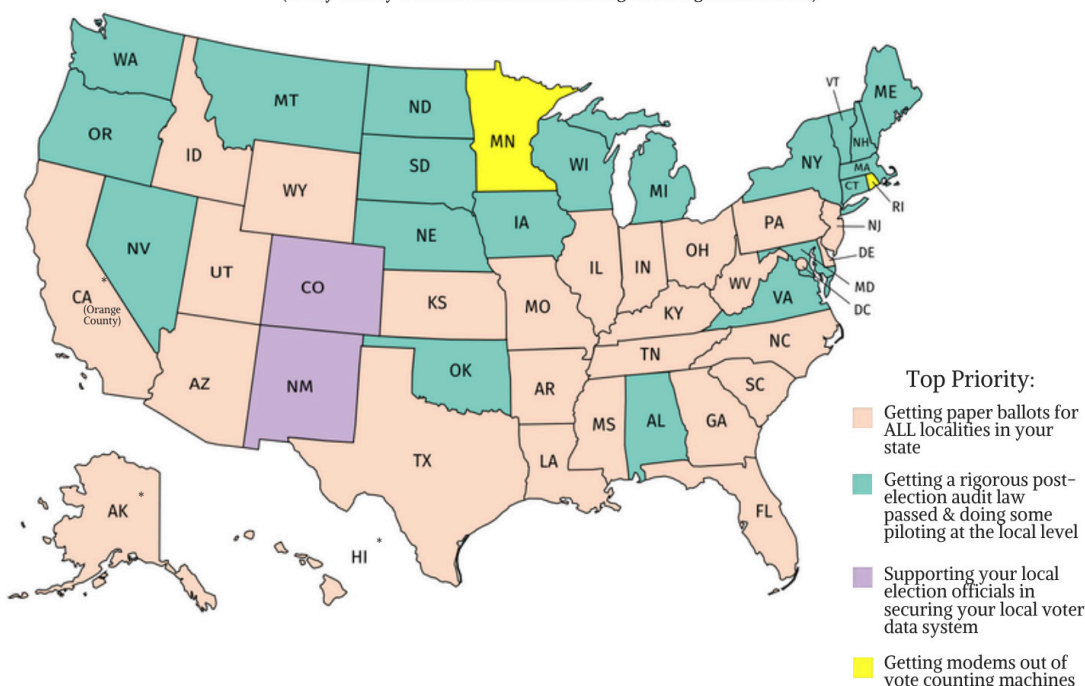 WA
MT
ND
MN
OR
ID
SD
WI
MI
VT
ME
NH
NY
MA
CT
RI
WY
NE
IA
PA
NJ
NV
UT
CO
KS
IL
IN
OH
DE
WV
MD
VA
DC
CA
*
(Orange
County)
MO
KY
NC
TN
AZ
NM
OK
AR
SC
MS
AL
GA
TX
LA
FL
AK
*
HI
*
Top Priority:
Getting paper ballots for
ALL localities in your
state
Getting a rigorous post-
election audit law
passed & doing some
piloting at the local level
Supporting your local
election officials in
securing your local voter
data system
Getting modems out of
vote counting machines